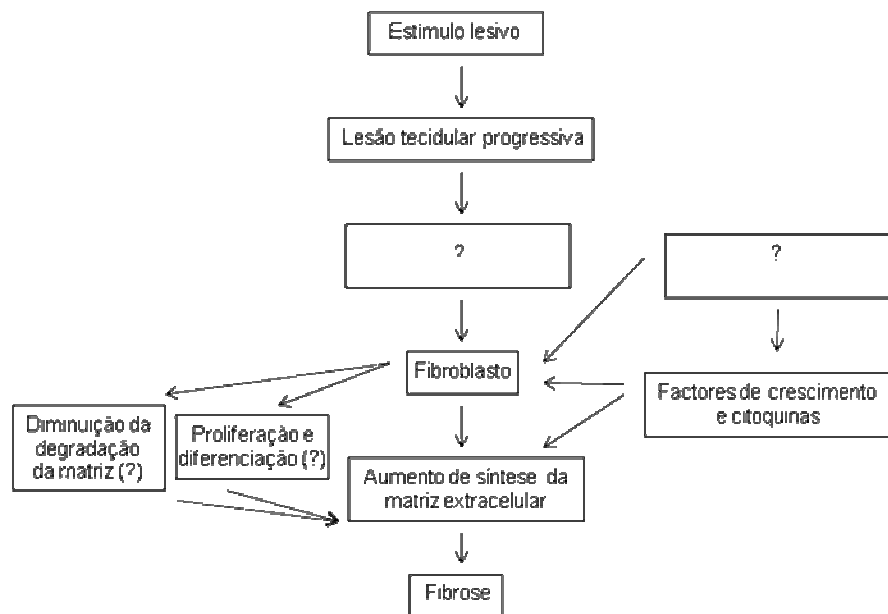 Estimulo lesivo
Lesão tecidular progressiva
?
?
Fibroblasto
Factores de crescimento
e citoquinas
Diminuição da
degradação
da matriz (?)
Proliferação e
diferenciação (?)
Aumento de síntese da
matriz extracelular
Fibrose